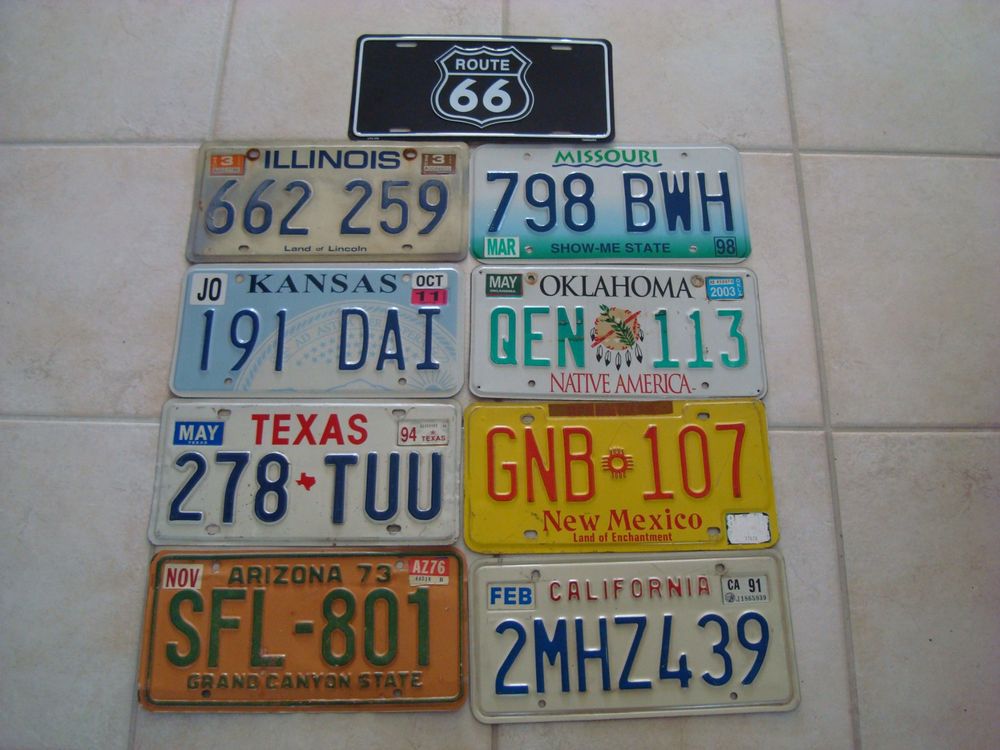 ROUTE
66
3 ILLINOIS 3
662 259
Land of Lincoln
MISSOURI
798 BWH
MAR SHOW-ME STATE 98
JO KANSAS OCT
11
191 DAI
MAY OKLAHOMA 2003
OKLAHOMA
QEN 113
NATIVE AMERICA
MAY TEXAS 94
TEXAS TEXAS
278 TUU
GNB 107
New Mexico
Land of Enchantment
NOV ARIZONA 73 AZ76
SFL-801
GRAND CANYON STATE
FEB CALIFORNIA CA 91
2MHZ439